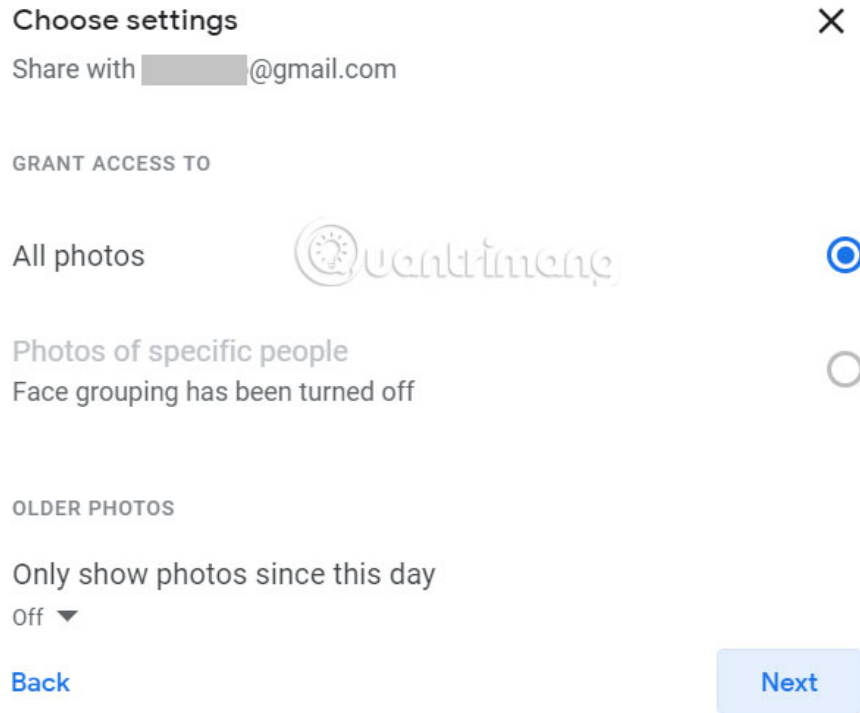 Choose settings
Share with @gmail.com
GRANT ACCESS TO
All photos
Quantrimang
Photos of specific people
Face grouping has been turned off
OLDER PHOTOS
Only show photos since this day
Off
Back
Next